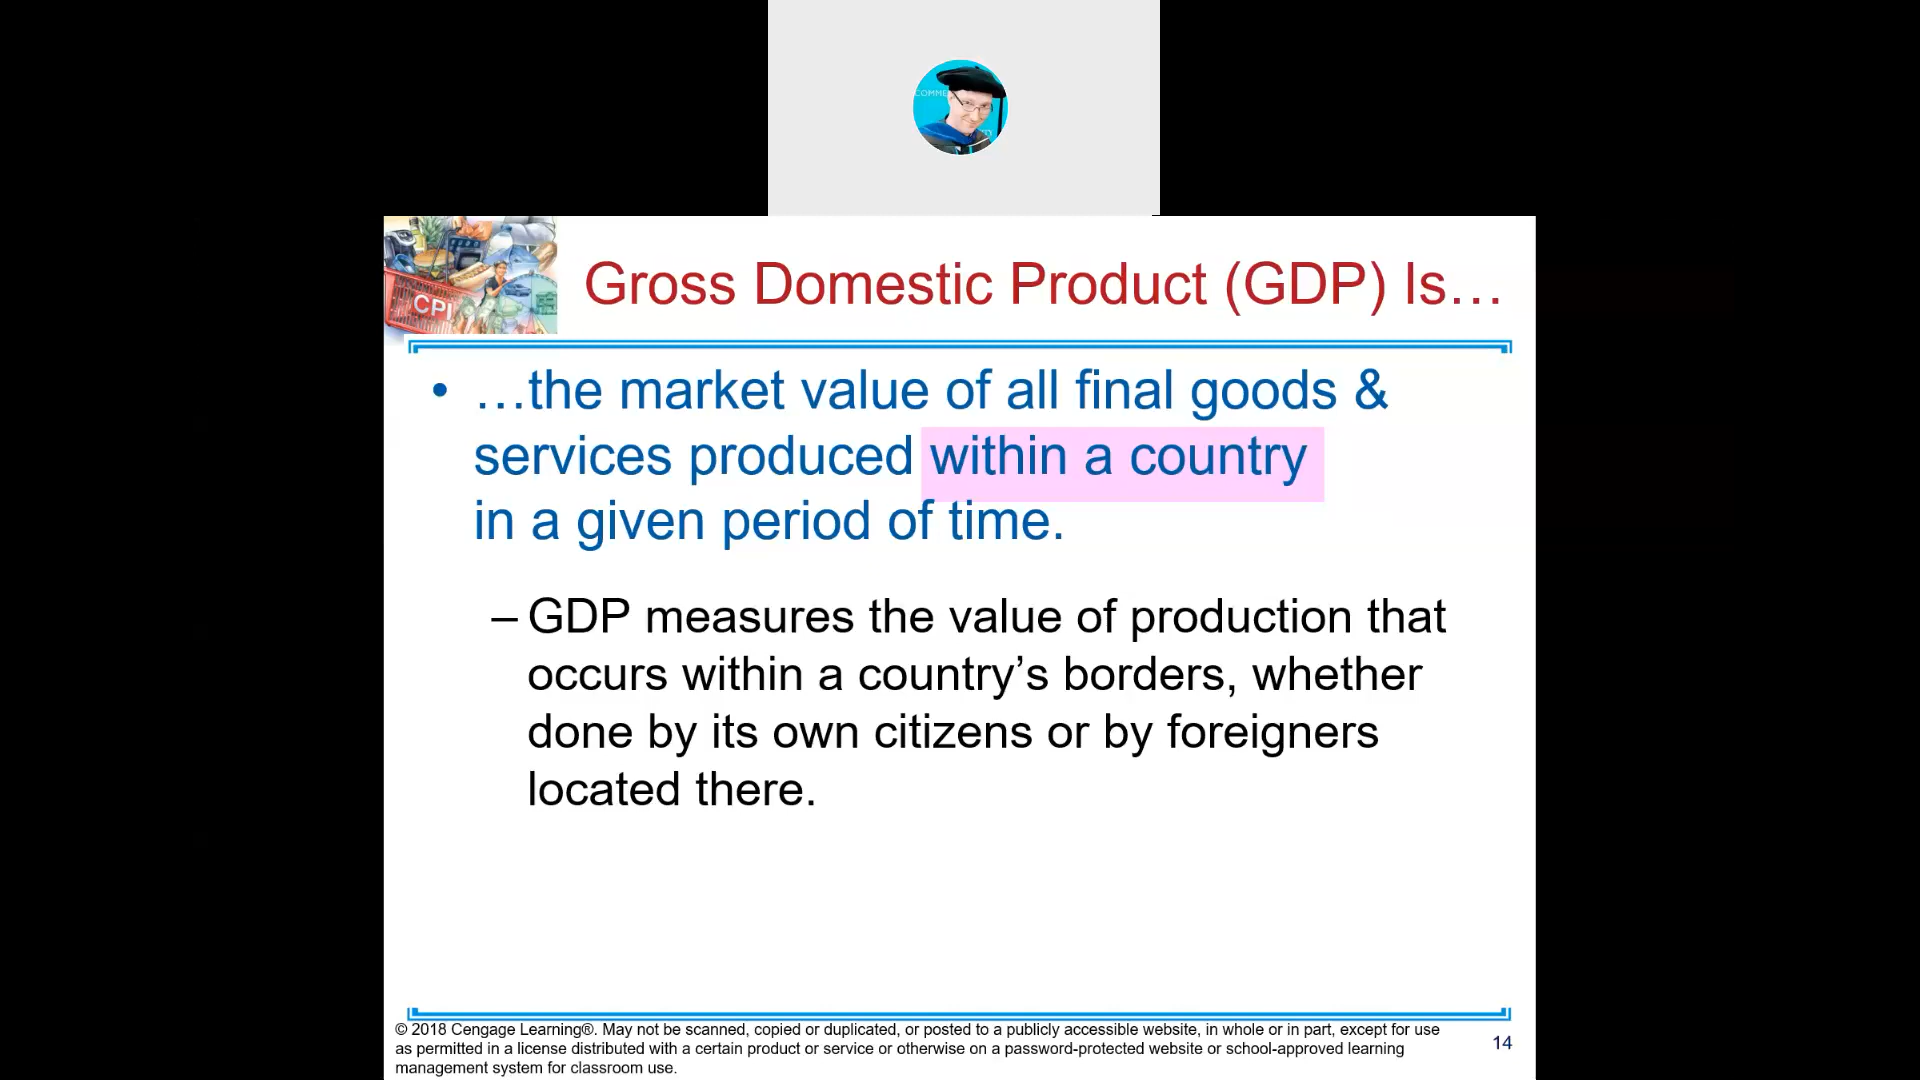 COMME
CPI
Gross Domestic Product (GDP) Is…
• …the market value of all final goods &
services produced within a country
in a given period of time.
– GDP measures the value of production that
occurs within a country’s borders, whether
done by its own citizens or by foreigners
located there.
© 2018 Cengage Learning®. May not be scanned, copied or duplicated, or posted to a publicly accessible website, in whole or in part, except for use
as permitted in a license distributed with a certain product or service or otherwise on a password-protected website or school-approved learning
management system for classroom use.
14